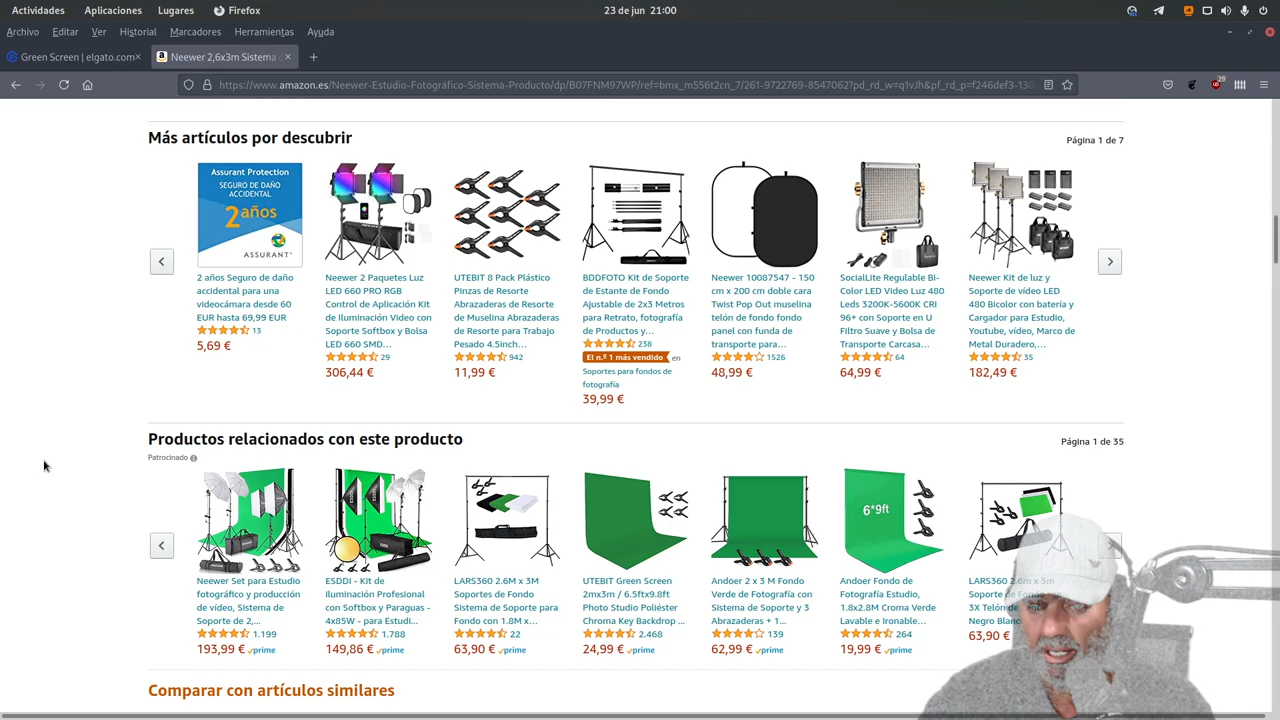 Actividades Aplicaciones Lugares Firefox 23 de jun 21:00
Archivo Editar Ver Historial Marcadores Herramientas Ayuda
Green Screen | elgato.com Neewer 2,6x3m Sistema d
https://www.amazon.es/Neewer-Estudio-Fotográfico-Sistema-Producto/dp/B07FNM97WP/ref=bmx_m556t2cn_7/261-9722769-8547062?pd_rd_w=q1vJh&pf_rd_p=f246def3-130 29
Más artículos por descubrir Página 1 de 7
Assurant Protection
SEGURO DE DAÑO
ACCIDENTAL
2 años
ASSURANT
2 años Seguro de daño
accidental para una
videocámara desde 60
EUR hasta 69,99 EUR
13
5,69 €
Neewer 2 Paquetes Luz
LED 660 PRO RGB
Control de Aplicación Kit
de Iluminación Video con
Soporte Softbox y Bolsa
LED 660 SMD…
29
306,44 €
UTEBIT 8 Pack Plástico
Pinzas de Resorte
Abrazaderas de Resorte
de Muselina Abrazaderas
de Resorte para Trabajo
Pesado 4.5inch…
942
11,99 €
BDDFOTO Kit de Soporte
de Estante de Fondo
Ajustable de 2x3 Metros
para Retrato, fotografía
de Productos y…
238
El n.º 1 más vendido en
Soportes para fondos de
fotografía
39,99 €
Neewer 10087547 - 150
cm x 200 cm doble cara
Twist Pop Out muselina
telón de fondo fondo
panel con funda de
transporte para…
1526
48,99 €
SocialLite Regulable Bi-
Color LED Video Luz 480
Leds 3200K-5600K CRI
96+ con Soporte en U
Filtro Suave y Bolsa de
Transporte Carcasa…
64
64,99 €
Neewer Kit de luz y
Soporte de vídeo LED
480 Bicolor con batería y
Cargador para Estudio,
Youtube, vídeo, Marco de
Metal Duradero,…
35
182,49 €
Productos relacionados con este producto Página 1 de 35
Patrocinado
Neewer Set para Estudio
fotográfico y producción
de vídeo, Sistema de
Soporte de 2,…
1.199
193,99 € prime
ESDDI - Kit de
Iluminación Profesional
con Softbox y Paraguas -
4x85W - para Estudi…
1.788
149,86 € prime
LARS360 2.6M x 3M
Soportes de Fondo
Sistema de Soporte para
Fondo con 1.8M x…
22
63,90 € prime
UTEBIT Green Screen
2mx3m / 6.5ftx9.8ft
Photo Studio Poliéster
Chroma Key Backdrop …
2.468
24,99 € prime
Andoer 2 x 3 M Fondo
Verde de Fotografía con
Sistema de Soporte y 3
Abrazaderas + 1…
139
62,99 € prime
6*9ft
Andoer Fondo de
Fotografía Estudio,
1.8x2.8M Croma Verde
Lavable e Ironable…
264
19,99 € prime
LARS360 2.6m x 3m
Soporte de
3X Telón de
Negro Blanc
63,90 €
Comparar con artículos similares